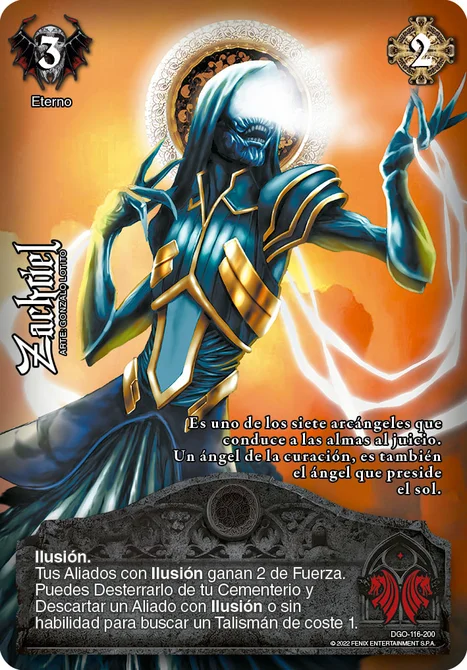 3
2
Eterno
Zachriel
ARTE: GONZALO LOTITO
Es uno de los siete arcángeles que
conduce a las almas al juicio.
Un ángel de la curación, es también
el ángel que preside
el sol.
Ilusión.
Tus Aliados con Ilusión ganan 2 de Fuerza.
Puedes Desterrarlo de tu Cementerio y
Descartar un Aliado con Ilusión o sin
habilidad para buscar un Talismán de coste 1.
DGO-116-200
© 2022 FENIX ENTERTAINMENT S.P.A.